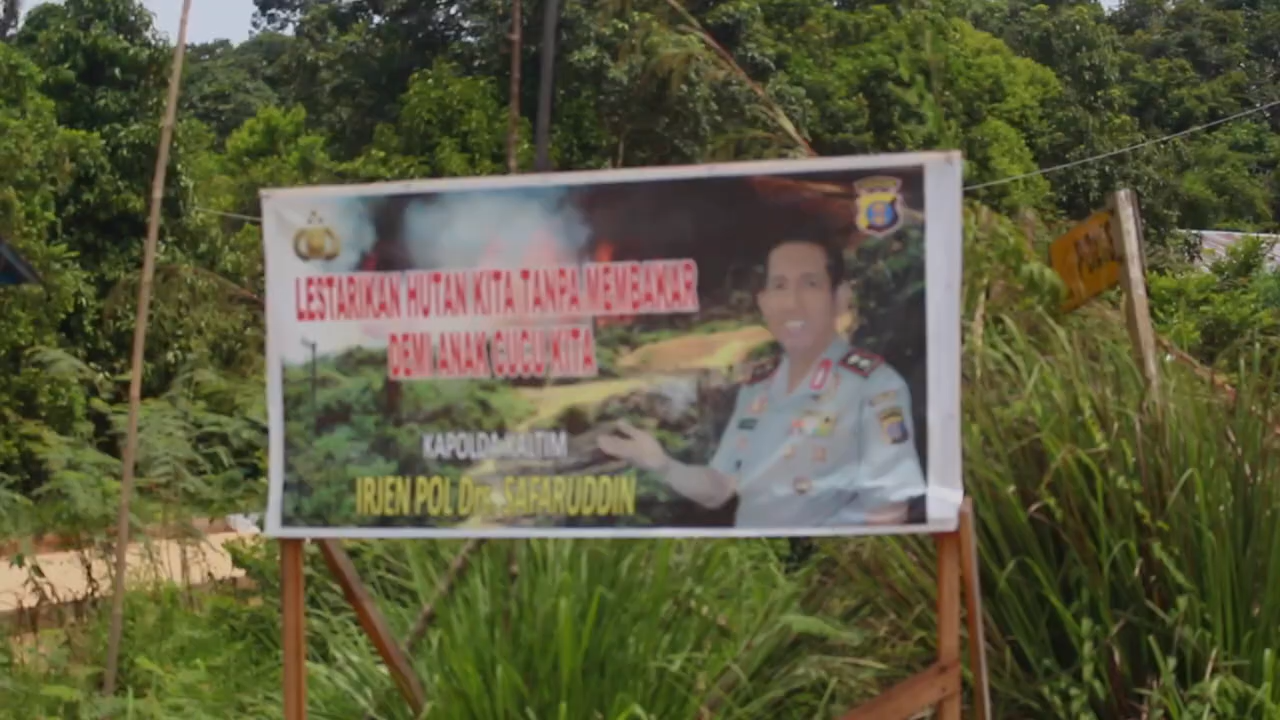 LESTARIKAN HUTAN KITA TANPA MEMBAKAR
DEMI ANAK CUCU KITA
KAPOLDA KALTIM
IRJEN POL Drs. SAFARUDDIN